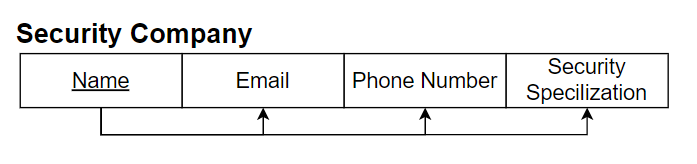 Security Company
Name Email Phone Number Security
Specilization